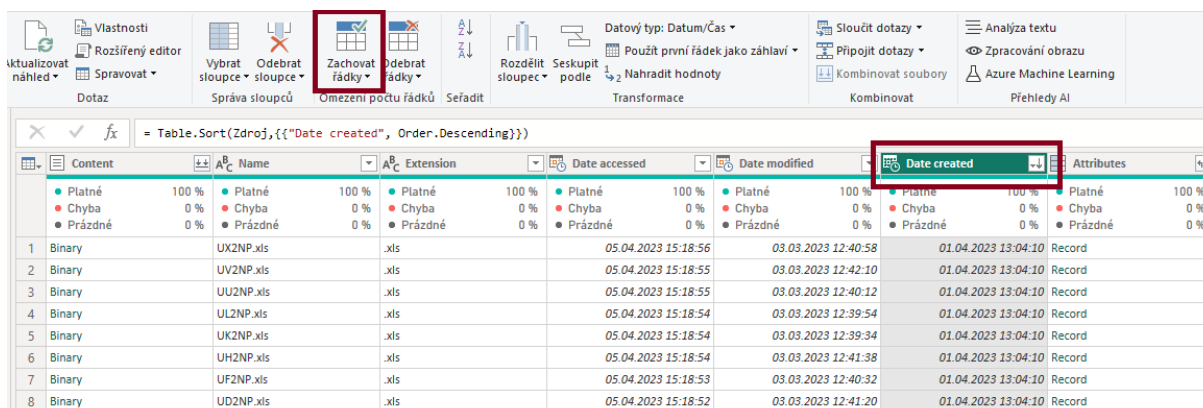 Vlastnosti
Rozšířený editor
Aktualizovat náhled
Spravovat
Dotaz
Vybrat sloupce
Odebrat sloupce
Správa sloupců
Zachovat řádky
Odebrat řádky
Omezení počtu řádků
A Z
Z A
Seřadit
Rozdělit sloupec
Seskupit podle
Datový typ: Datum/Čas
Použít první řádek jako záhlaví
1 2 Nahradit hodnoty
Transformace
Sloučit dotazy
Připojit dotazy
Kombinovat soubory
Kombinovat
Analýza textu
Zpracování obrazu
Azure Machine Learning
Přehledy AI
fx = Table.Sort(Zdroj,{{"Date created", Order.Descending}})
Content ABC Name ABC Extension Date accessed Date modified Date created Attributes
Platné 100 % Platné 100 % Platné 100 % Platné 100 % Platné 100 % Platné 100 % Platné 100 %
Chyba 0 % Chyba 0 % Chyba 0 % Chyba 0 % Chyba 0 % Chyba 0 % Chyba 0 %
Prázdné 0 % Prázdné 0 % Prázdné 0 % Prázdné 0 % Prázdné 0 % Prázdné 0 % Prázdné 0 %
1 Binary UX2NP.xls .xls 05.04.2023 15:18:56 03.03.2023 12:40:58 01.04.2023 13:04:10 Record
2 Binary UV2NP.xls .xls 05.04.2023 15:18:55 03.03.2023 12:42:10 01.04.2023 13:04:10 Record
3 Binary UU2NP.xls .xls 05.04.2023 15:18:55 03.03.2023 12:40:12 01.04.2023 13:04:10 Record
4 Binary UL2NP.xls .xls 05.04.2023 15:18:54 03.03.2023 12:39:54 01.04.2023 13:04:10 Record
5 Binary UK2NP.xls .xls 05.04.2023 15:18:54 03.03.2023 12:39:34 01.04.2023 13:04:10 Record
6 Binary UH2NP.xls .xls 05.04.2023 15:18:54 03.03.2023 12:41:38 01.04.2023 13:04:10 Record
7 Binary UF2NP.xls .xls 05.04.2023 15:18:53 03.03.2023 12:40:32 01.04.2023 13:04:10 Record
8 Binary UD2NP.xls .xls 05.04.2023 15:18:52 03.03.2023 12:41:20 01.04.2023 13:04:10 Record